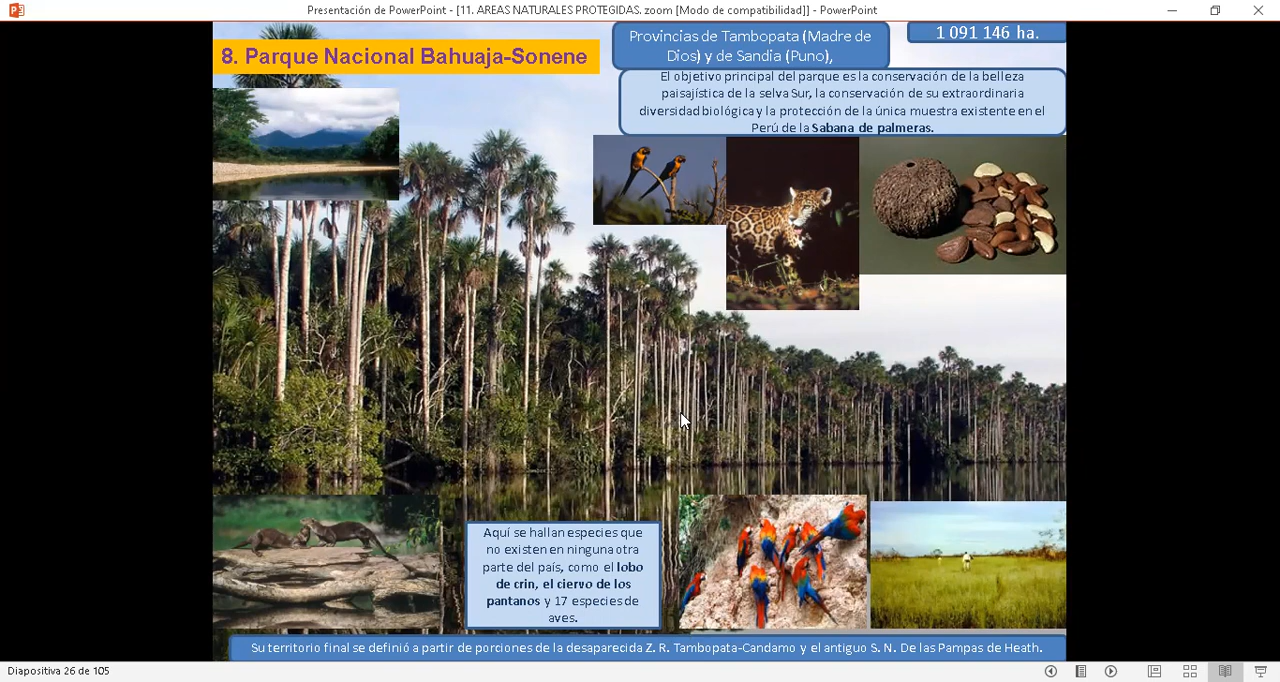 Presentación de PowerPoint - [11. AREAS NATURALES PROTEGIDAS. zoom [Modo de compatibilidad]] - PowerPoint
8. Parque Nacional Bahuaja-Sonene
Provincias de Tambopata (Madre de
Dios) y de Sandia (Puno),
1 091 146 ha.
El objetivo principal del parque es la conservación de la belleza
paisajística de la selva Sur, la conservación de su extraordinaria
diversidad biológica y la protección de la única muestra existente en el
Perú de la Sabana de palmeras.
Aquí se hallan especies que
no existen en ninguna otra
parte del país, como el lobo
de crin, el ciervo de los
pantanos y 17 especies de
aves.
Su territorio final se definió a partir de porciones de la desaparecida Z. R. Tambopata-Candamo y el antiguo S. N. De las Pampas de Heath.
Diapositiva 26 de 105